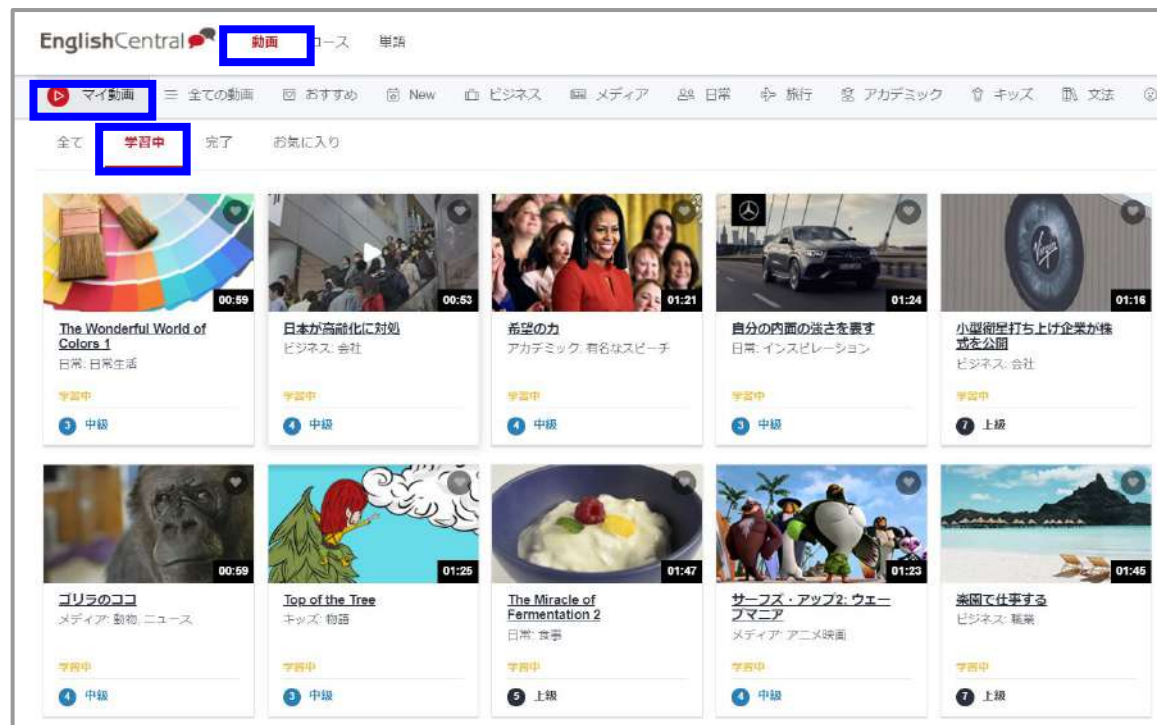 EnglishCentral 動画 コース 単語
マイ動画 全ての動画 おすすめ New ビジネス メディア 日常 旅行 アカデミック キッズ 文法
全て 学習中 完了 お気に入り
00:59 00:53 01:21 01:24 Virgin 01:16
The Wonderful World of 日本が高齢化に対処 希望の力 自分の内面の強さを表す 小型衛星打ち上げ企業が株
Colors 1 ビジネス: 会社 アカデミック: 有名なスピーチ 日常: インスピレーション 式を公開
日常: 日常生活 ビジネス: 会社
学習中 学習中 学習中 学習中 学習中
3 中級 4 中級 4 中級 3 中級 7 上級
00:59 01:25 01:47 01:23 01:45
ゴリラのココ Top of the Tree The Miracle of サーフズ・アップ2: ウェー 楽園で仕事する
メディア: 動物, ニュース キッズ: 物語 Fermentation 2 ブマニア ビジネス: 職業
日常: 食事 メディア: アニメ映画
学習中 学習中 学習中 学習中 学習中
4 中級 3 中級 5 上級 4 中級 7 上級